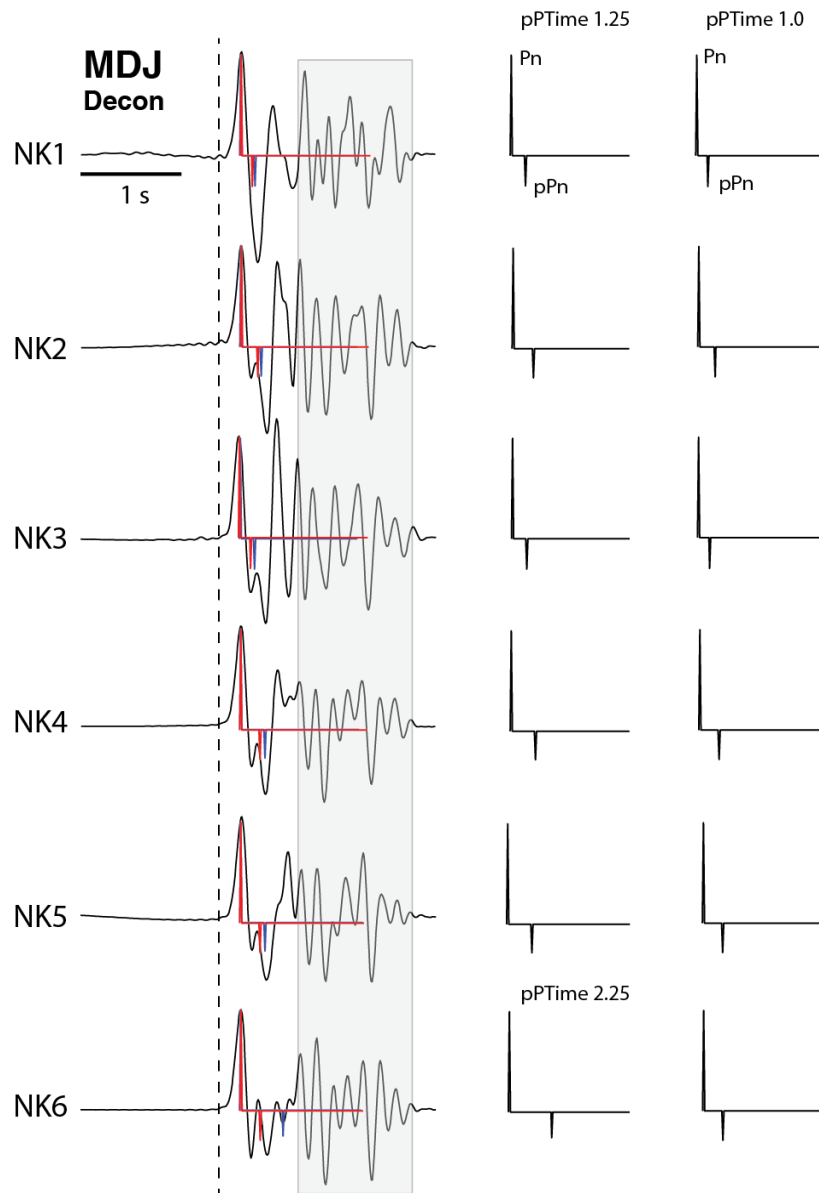 pPTime 1.25 pPTime 1.0
MDJ
Decon
Pn Pn
NK1
1 s
pPn pPn
NK2
NK3
NK4
NK5
pPTime 2.25
NK6